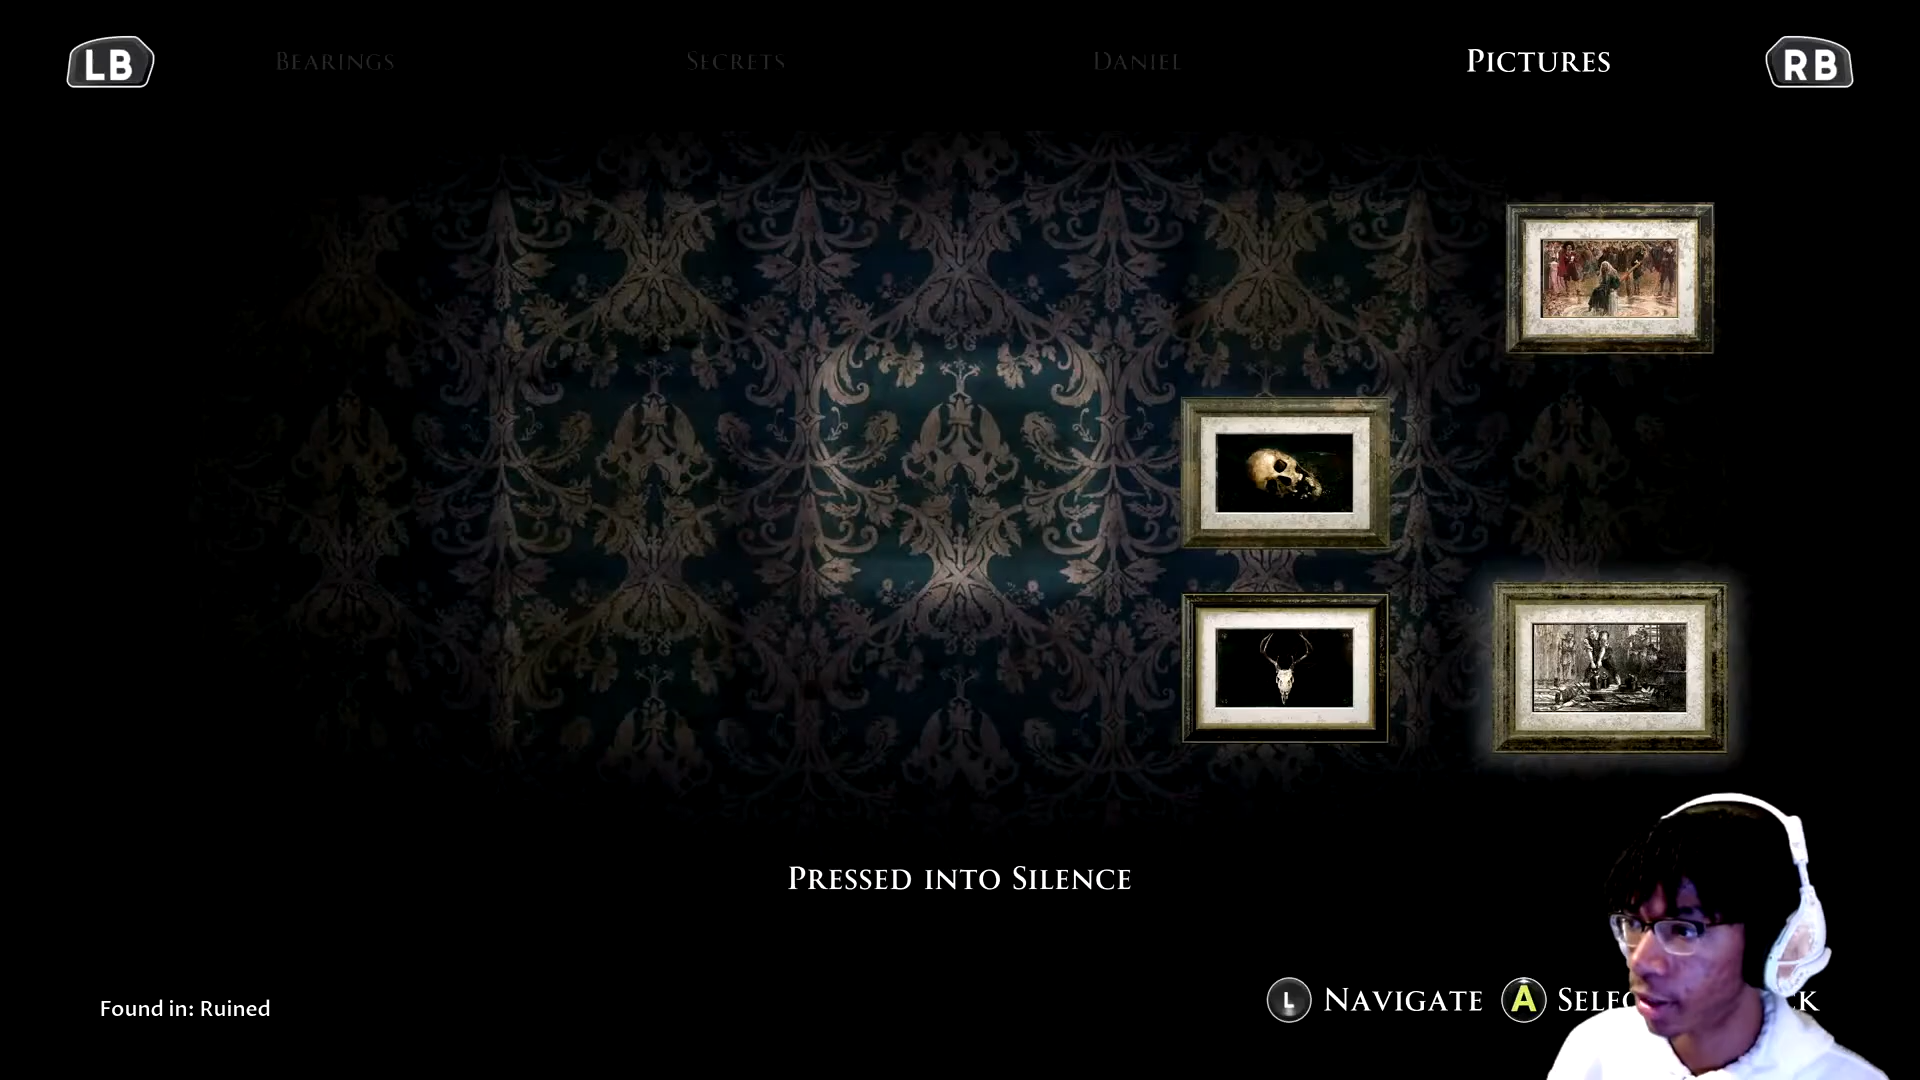 LB
BEARINGS
SECRETS
DANIEL
PICTURES
RB
PRESSED INTO SILENCE
Found in: Ruined
L NAVIGATE
A
K